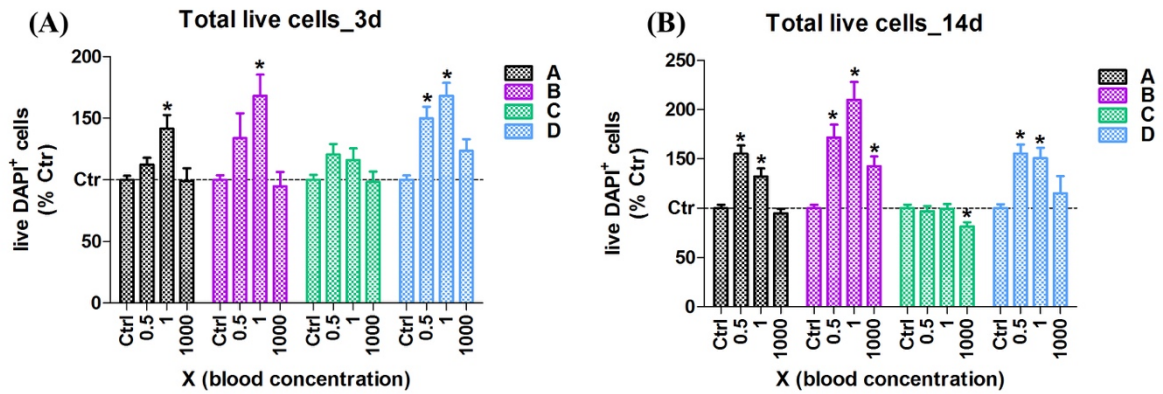 (A)
Total live cells_3d
live DAPI⁺ cells
(% Ctr)
200
150
Ctr
50
0
*
*
*
*
Ctrl
0.5
1
1000
Ctrl
0.5
1
1000
Ctrl
0.5
1
1000
Ctrl
0.5
1
1000
X (blood concentration)
A
B
C
D
(B)
Total live cells_14d
live DAPI⁺ cells
(% Ctr)
250
200
150
Ctr
50
0
*
*
*
*
*
*
*
*
Ctrl
0.5
1
1000
Ctrl
0.5
1
1000
Ctrl
0.5
1
1000
Ctrl
0.5
1
1000
X (blood concentration)
A
B
C
D